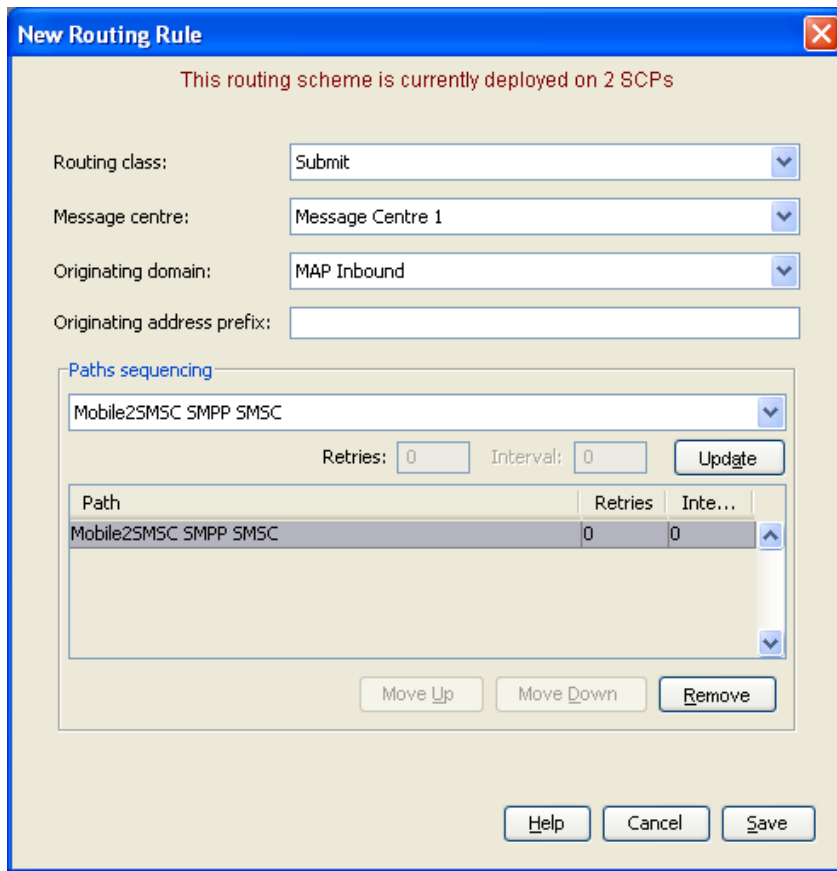 New Routing Rule
This routing scheme is currently deployed on 2 SCPs
Routing class: Submit
Message centre: Message Centre 1
Originating domain: MAP Inbound
Originating address prefix:
Paths sequencing
Mobile2SMSC SMPP SMSC
Retries: 0 Interval: 0 Update
Path Retries Inte...
Mobile2SMSC SMPP SMSC 0 0
Move Up Move Down Remove
Help Cancel Save